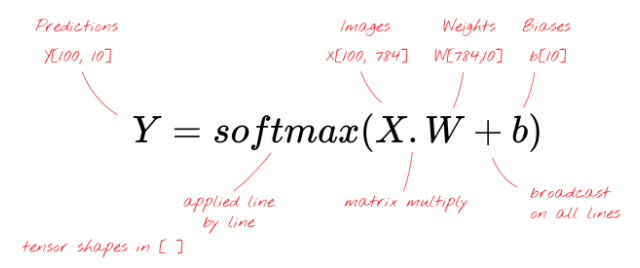 Predictions Images Weights Biases
Y[100, 10] X[100, 784] W[784,10] b[10]
Y = softmax(X.W + b)
applied line
by line
matrix multiply
broadcast
on all lines
tensor shapes in [ ]